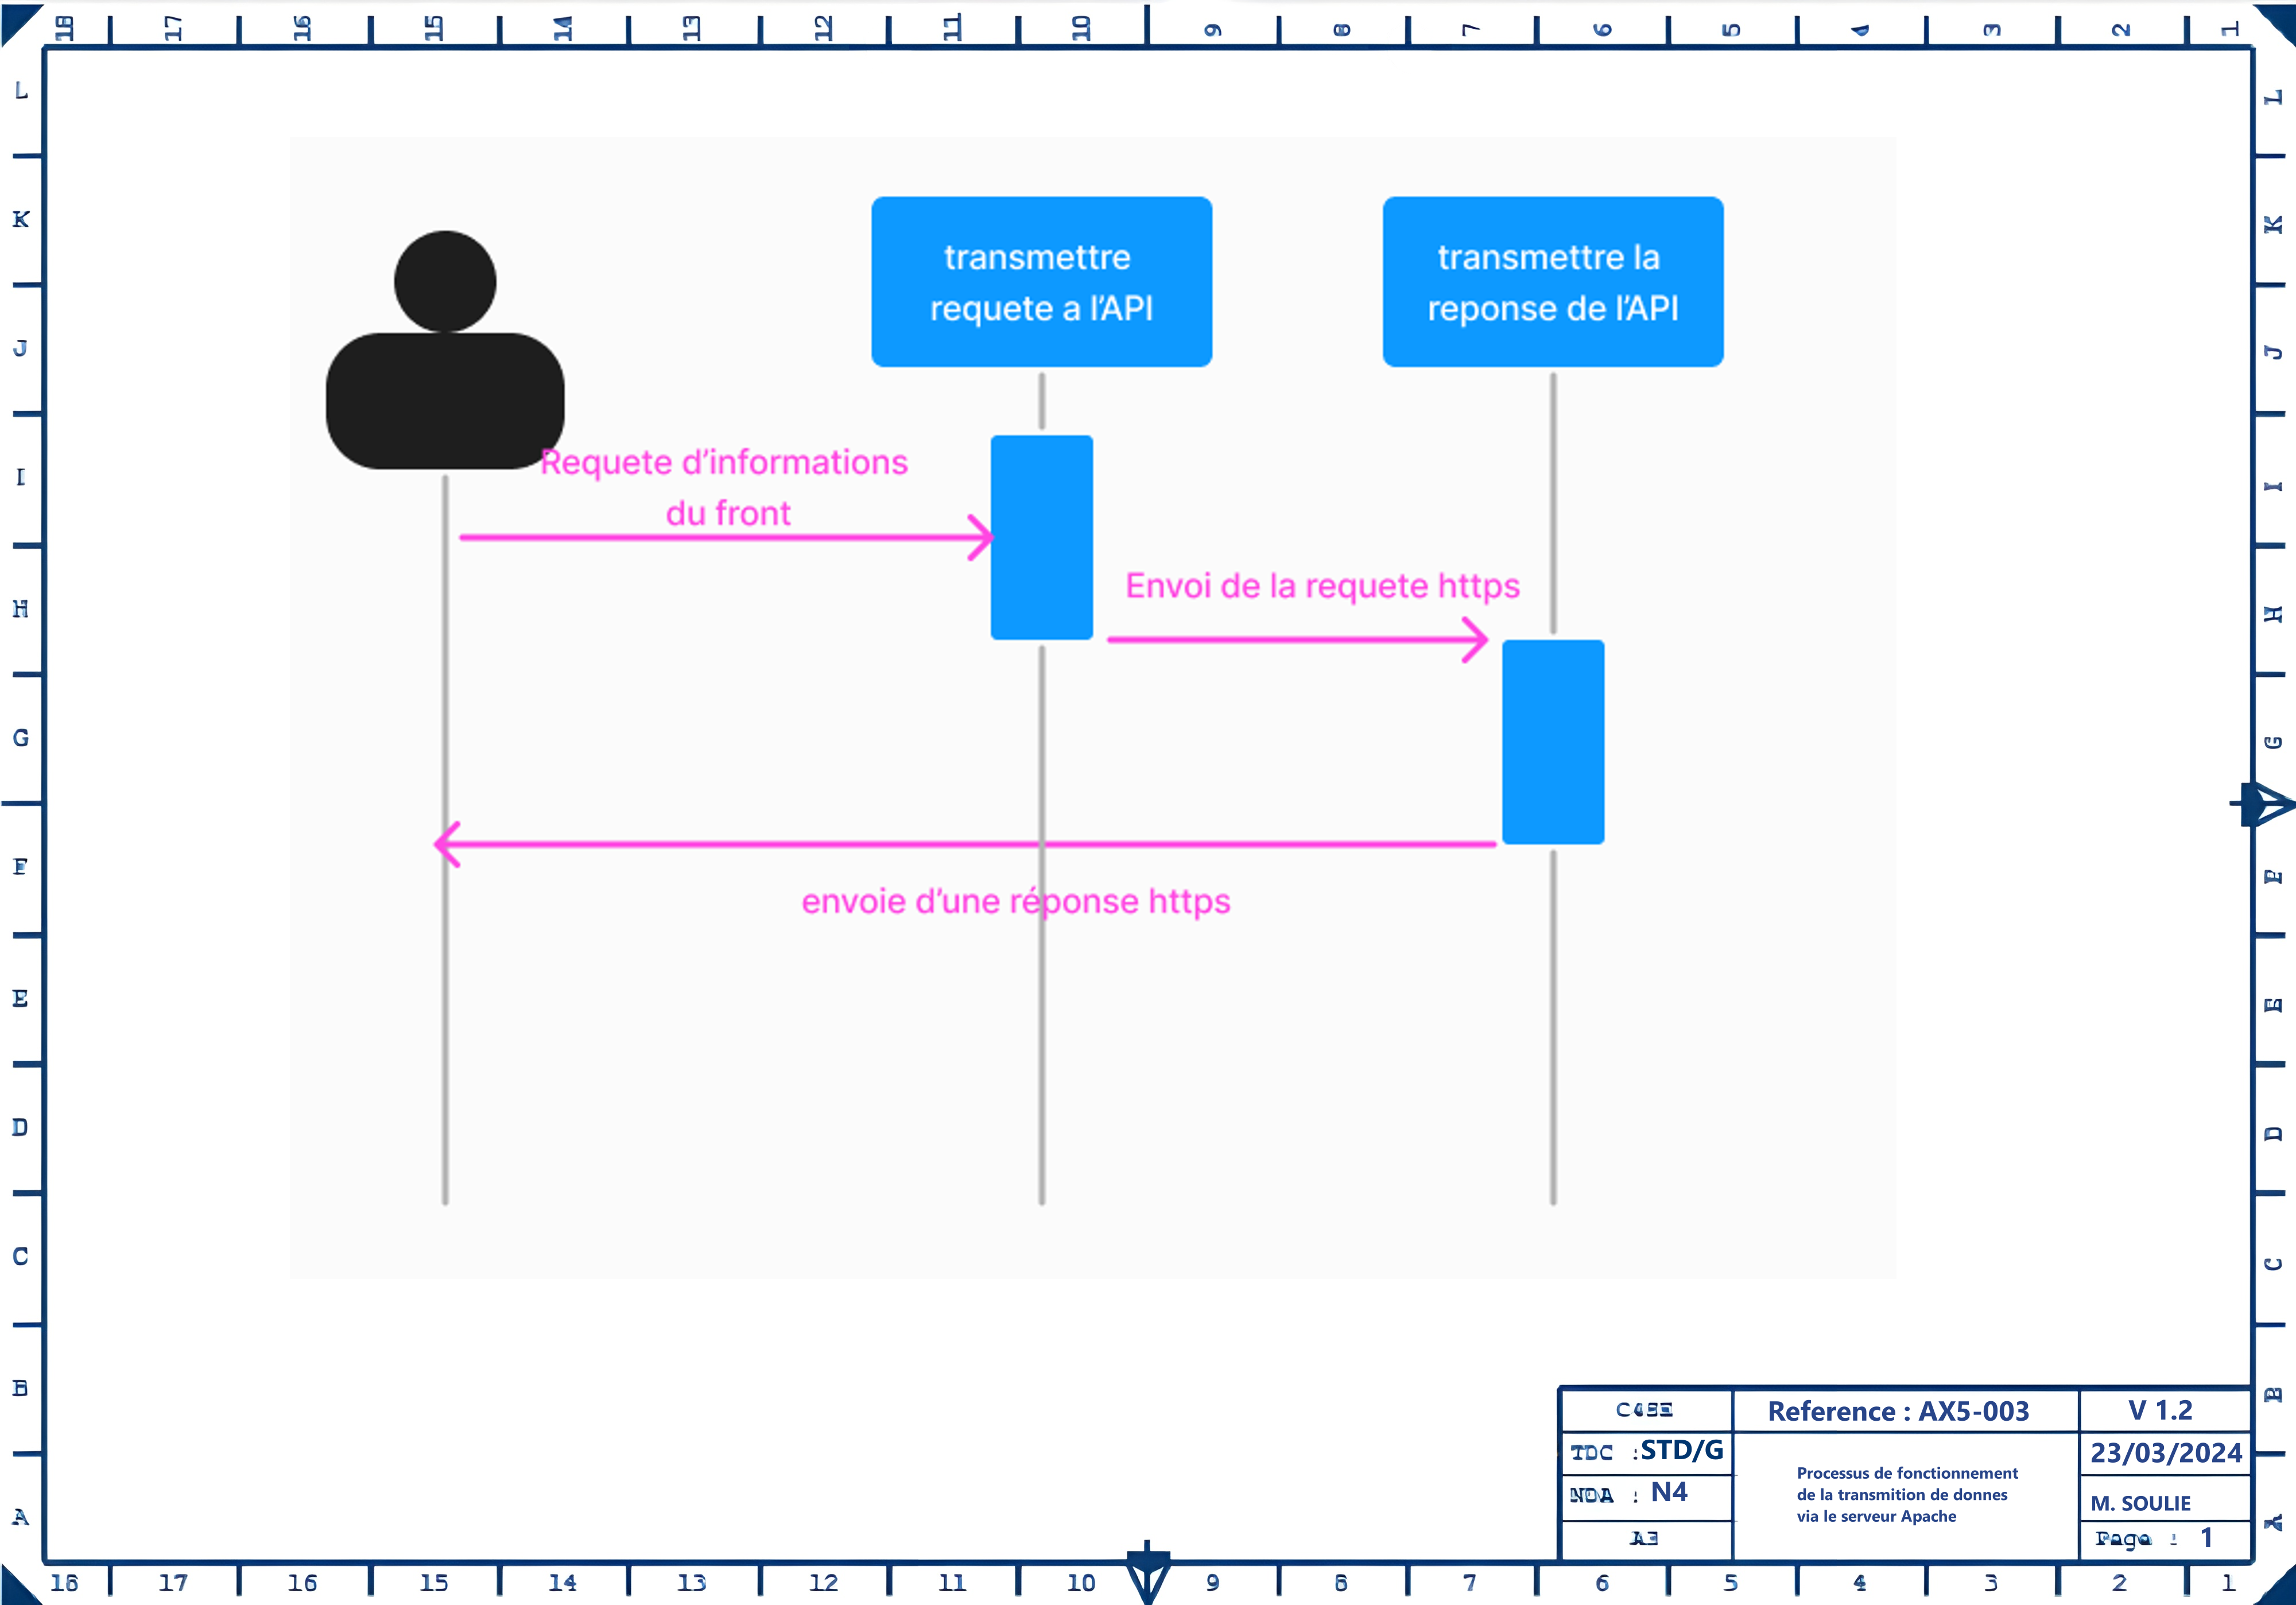 18 17 16 15 14 13 12 11 10 9 8 7 6 5 4 3 2 1
L L
K K
J J
I I
H H
G G
F F
E E
D D
C C
B B
A A
transmettre
requete a l'API
transmettre la
reponse de l'API
Requete d'informations
du front
Envoi de la requete https
envoie d'une réponse https
Reference : AX5-003
V 1.2
TDC : STD/G
23/03/2024
NDA : N4
Processus de fonctionnement
de la transmition de donnes
via le serveur Apache
M. SOULIE
A3
Page : 1
18 17 16 15 14 13 12 11 10 9 8 7 6 5 4 3 2 1